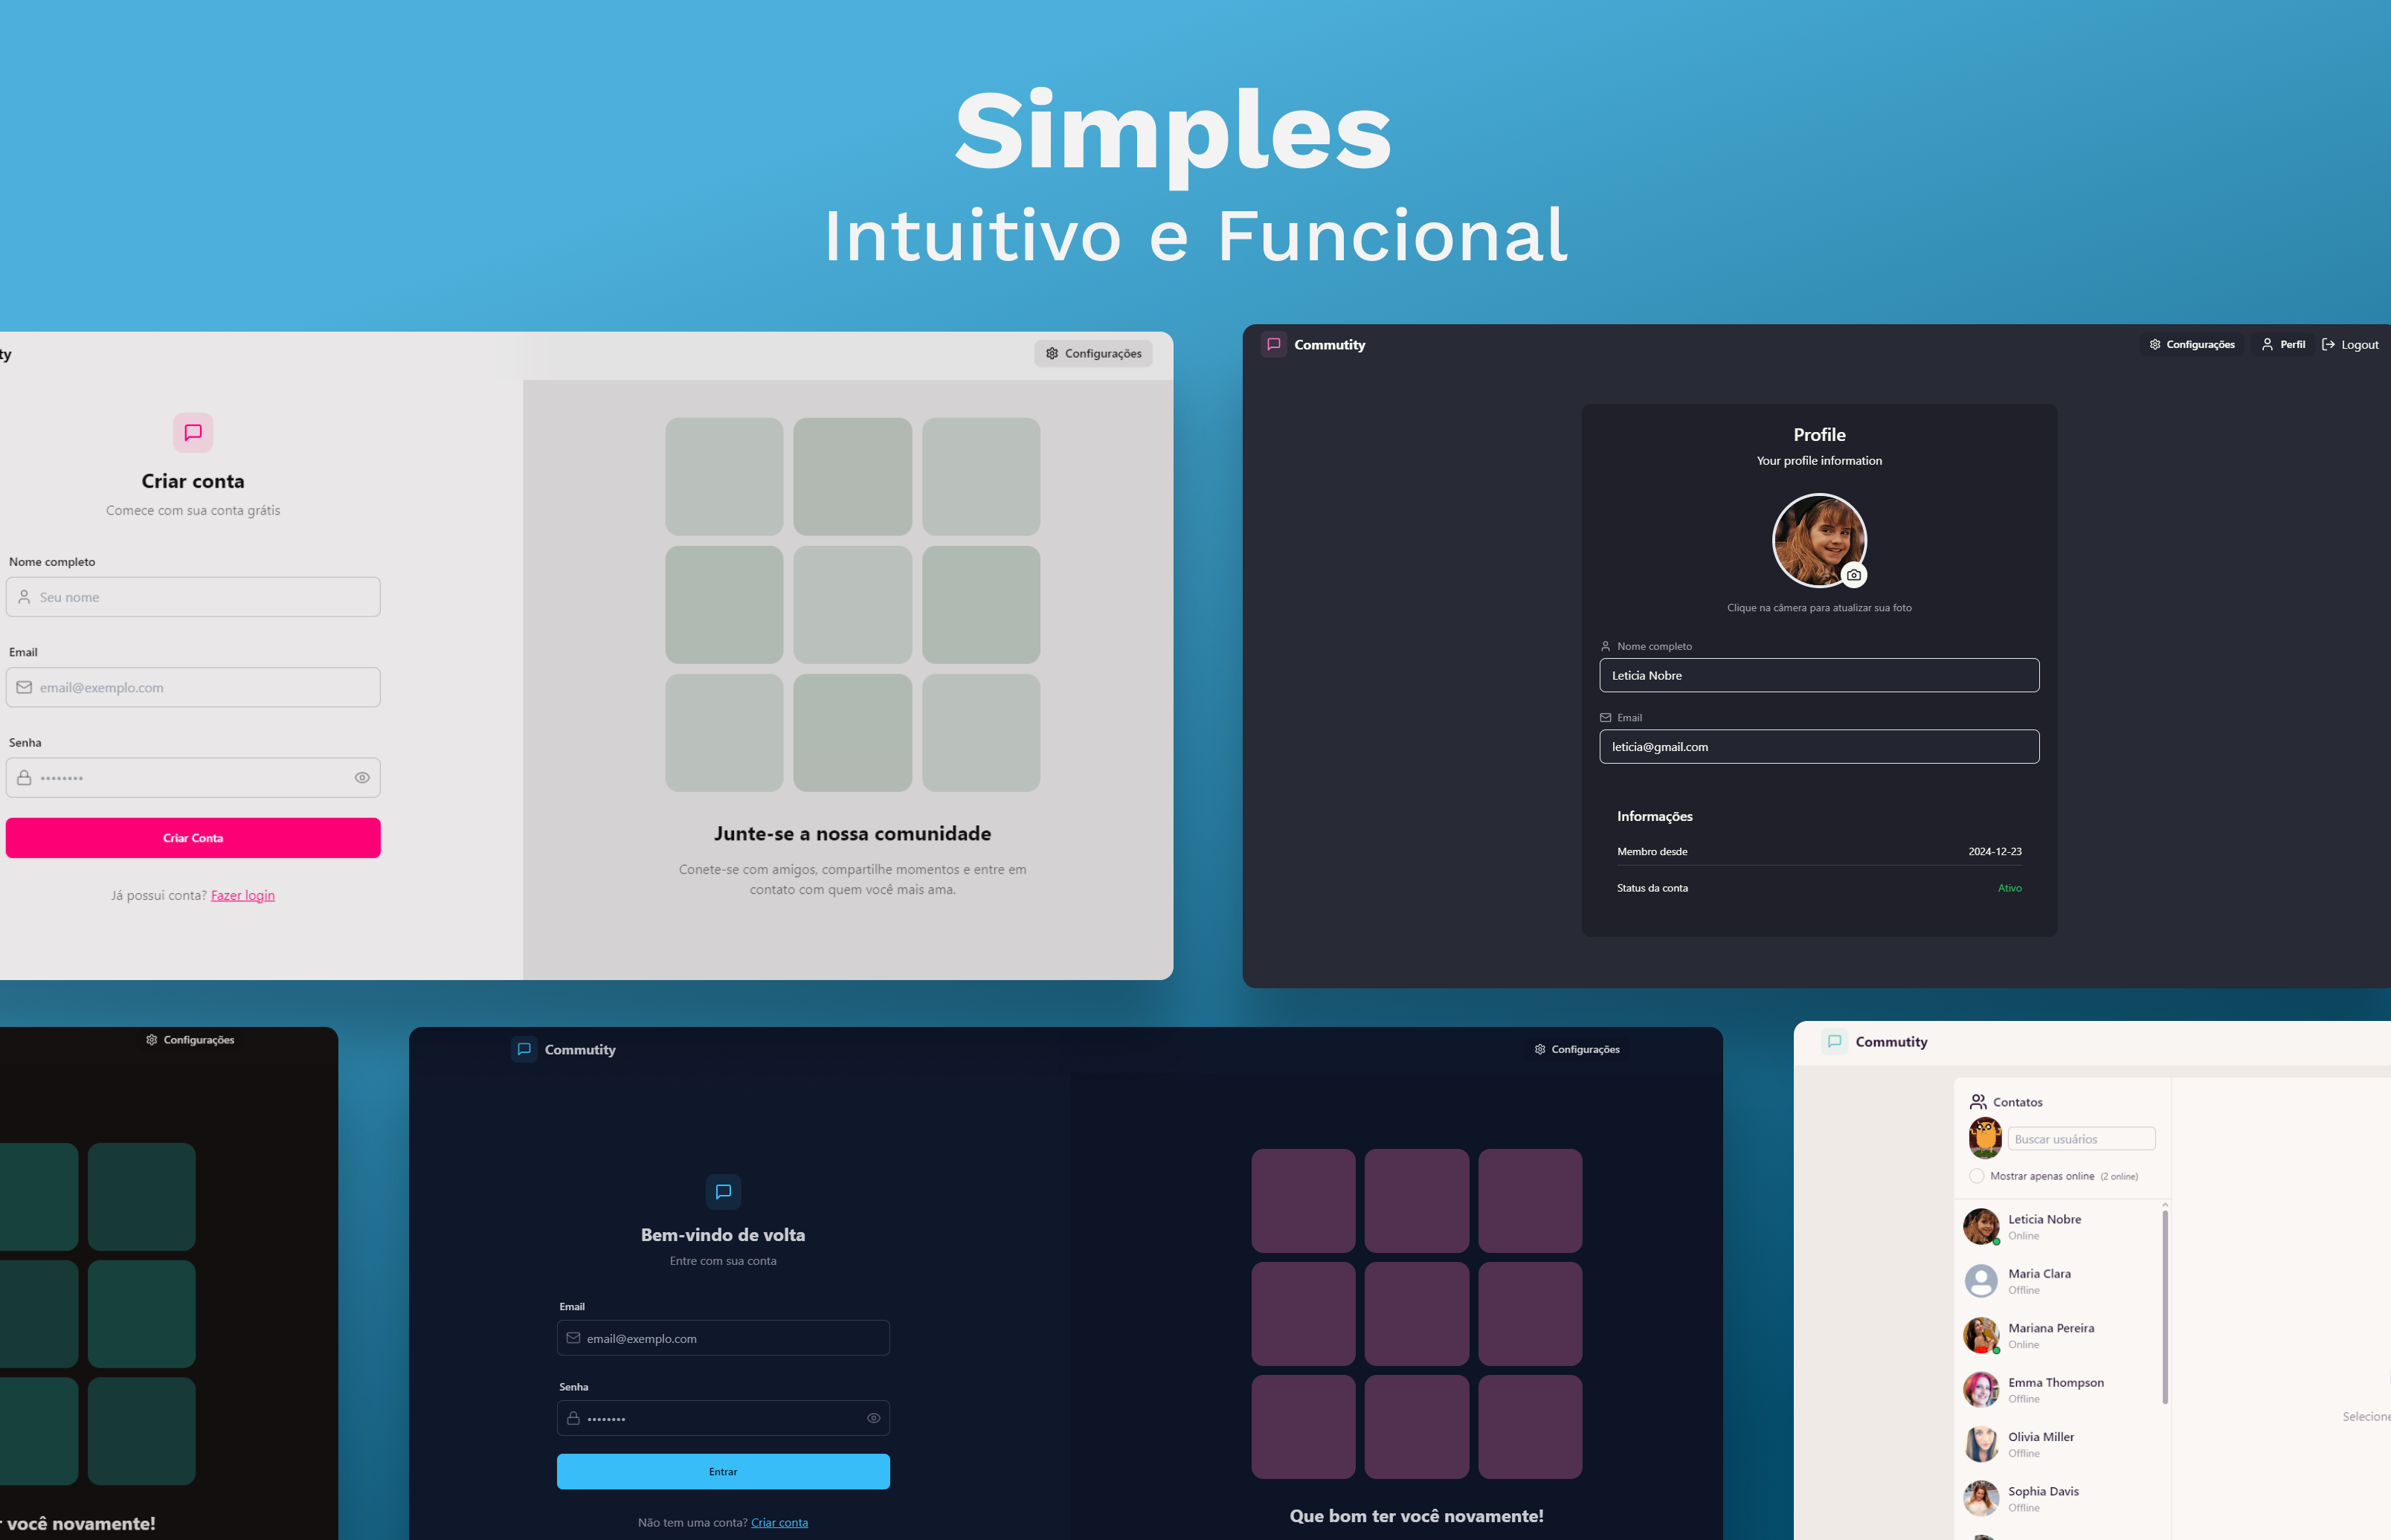 Simples
Intuitivo e Funcional
ty
Configurações
Criar conta
Comece com sua conta grátis
Nome completo
Seu nome
Email
email@exemplo.com
Senha
Criar Conta
Já possui conta? Fazer login
Junte-se a nossa comunidade
Conete-se com amigos, compartilhe momentos e entre em
contato com quem você mais ama.
Commutity
Configurações
Perfil
Logout
Profile
Your profile information
Clique na câmera para atualizar sua foto
Nome completo
Leticia Nobre
Email
leticia@gmail.com
Informações
Membro desde
2024-12-23
Status da conta
Ativo
Configurações
r você novamente!
Commutity
Configurações
Bem-vindo de volta
Entre com sua conta
Email
email@exemplo.com
Senha
Entrar
Não tem uma conta? Criar conta
Que bom ter você novamente!
Commutity
Contatos
Buscar usuários
Mostrar apenas online (2 online)
Leticia Nobre
Online
Maria Clara
Offline
Mariana Pereira
Online
Emma Thompson
Offline
Olivia Miller
Offline
Sophia Davis
Offline
Selecione